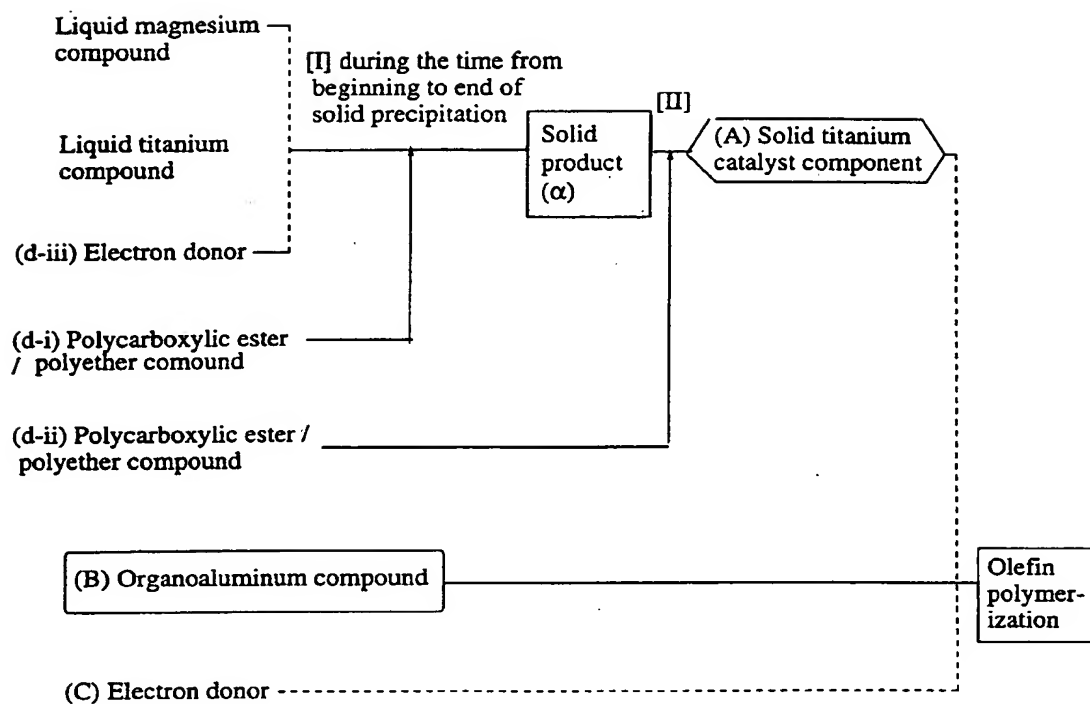 Liquid magnesium
compound
[I] during the time from
beginning to end of
solid precipitation
[II]
Liquid titanium
compound
Solid
product
(α)
(A) Solid titanium
catalyst component
(d-iii) Electron donor
(d-i) Polycarboxylic ester
/ polyether comound
(d-ii) Polycarboxylic ester /
polyether compound
(B) Organoaluminum compound
Olefin
polymer-
ization
(C) Electron donor